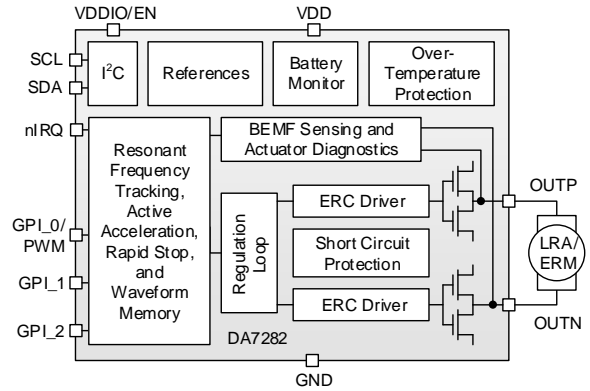 VDDIO/EN
VDD
SCL
SDA
I²C
References
Battery
Monitor
Over-
Temperature
Protection
nIRQ
GPI_0/
PWM
GPI_1
GPI_2
Resonant
Frequency
Tracking,
Active
Acceleration,
Rapid Stop,
and
Waveform
Memory
BEMF Sensing and
Actuator Diagnostics
Regulation
Loop
ERC Driver
Short Circuit
Protection
ERC Driver
DA7282
OUTP
LRA/
ERM
OUTN
GND